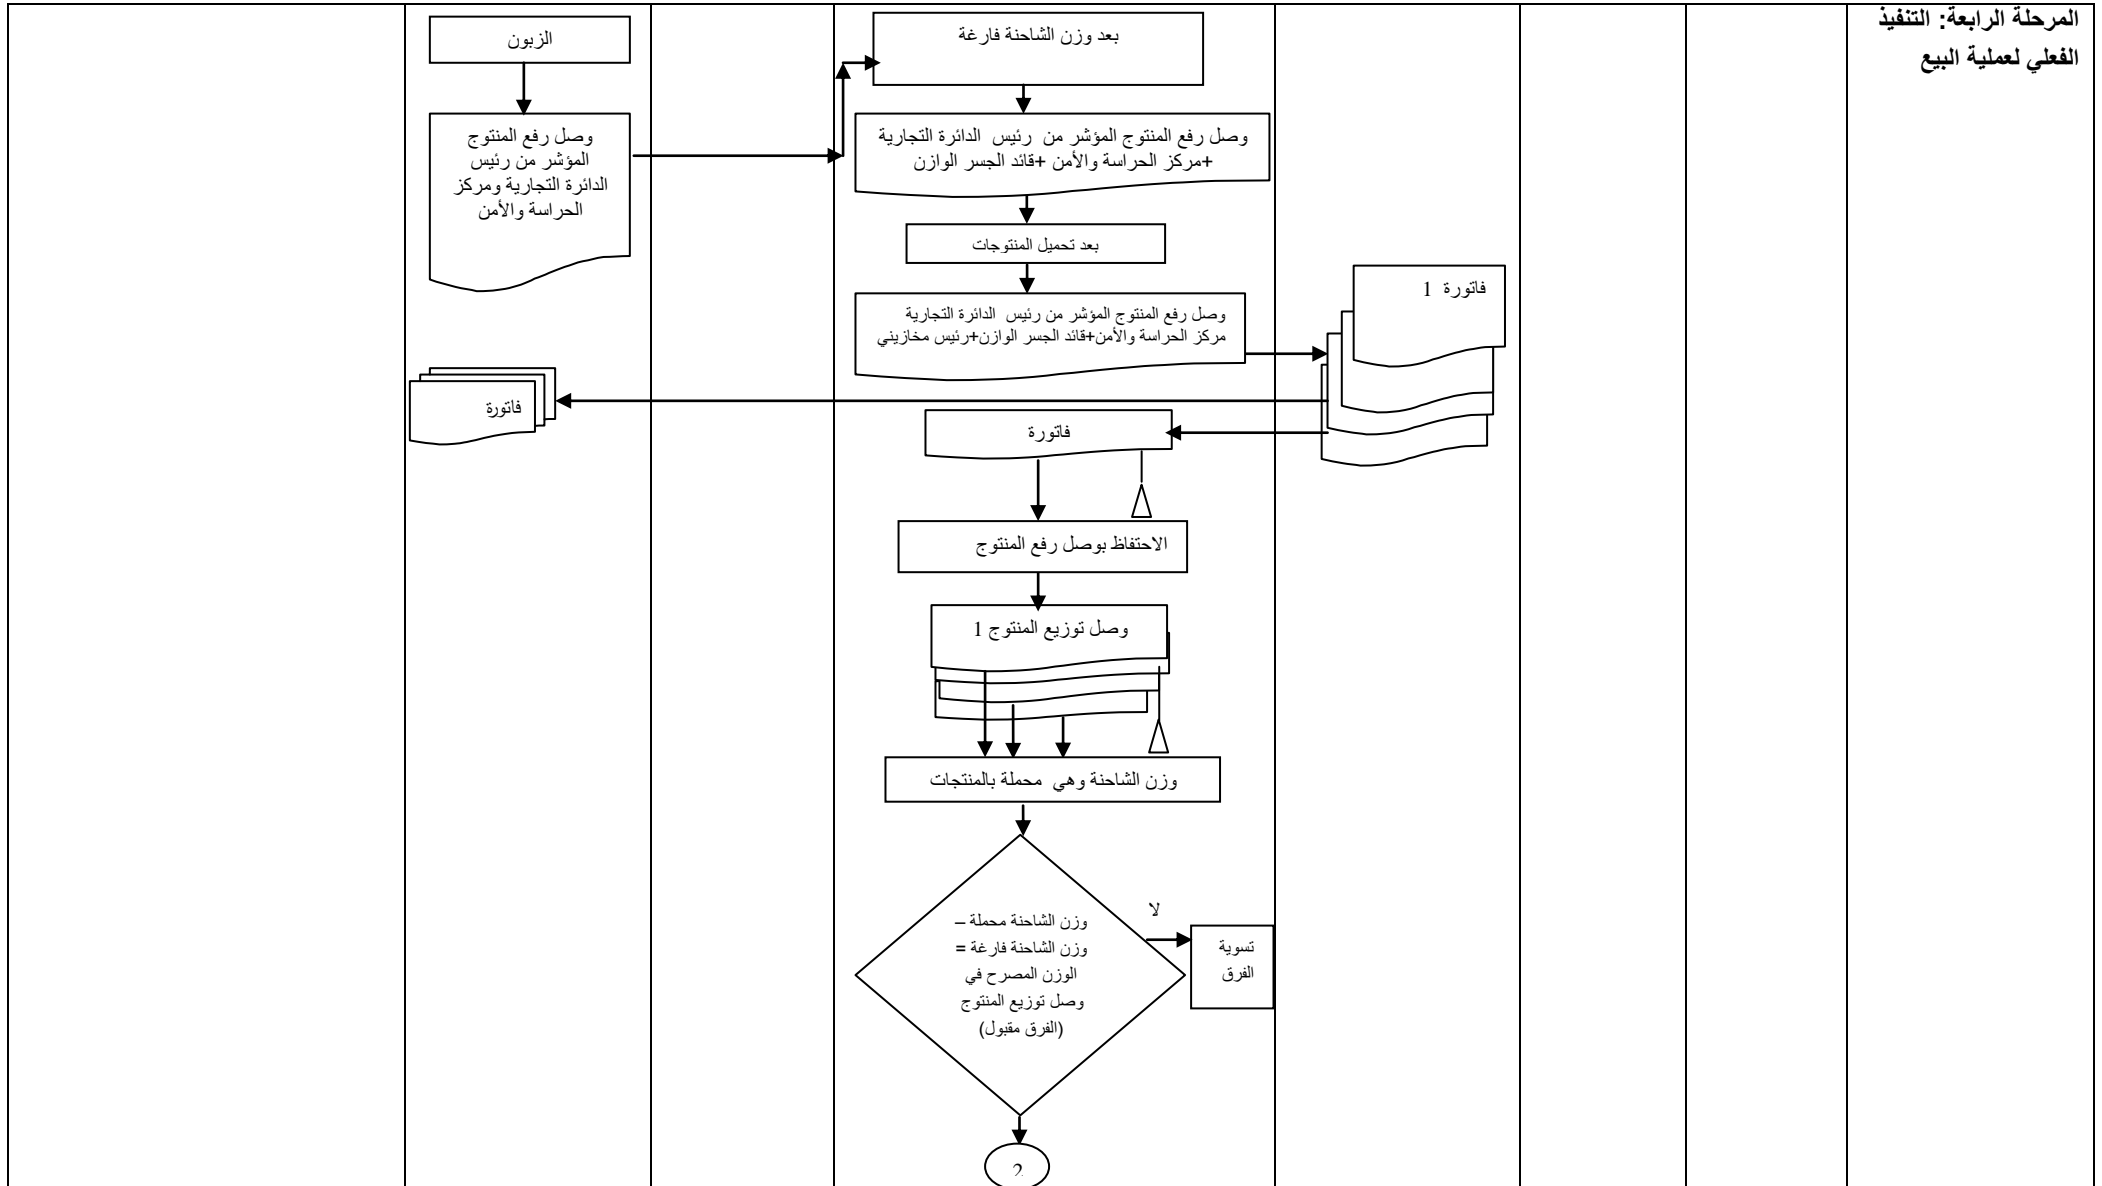 المرحلة الرابعة: التنفيذ
الفعلي لعملية البيع
الزبون
بعد وزن الشاحنة فارغة
وصل رفع المنتوج
المؤشر من رئيس
الدائرة التجارية ومركز
الحراسة والأمن
وصل رفع المنتوج المؤشر من رئيس الدائرة التجارية
+مركز الحراسة والأمن +قائد الجسر الوازن
بعد تحميل المنتوجات
وصل رفع المنتوج المؤشر من رئيس الدائرة التجارية
مركز الحراسة والأمن+قائد الجسر الوازن+رئيس مخازيني
فاتورة 1
فاتورة
فاتورة
الاحتفاظ بوصل رفع المنتوج
وصل توزيع المنتوج 1
وزن الشاحنة وهي محملة بالمنتجات
وزن الشاحنة محملة –
وزن الشاحنة فارغة =
الوزن المصرح في
وصل توزيع المنتوج
(الفرق مقبول)
لا
تسوية
الفرق
2